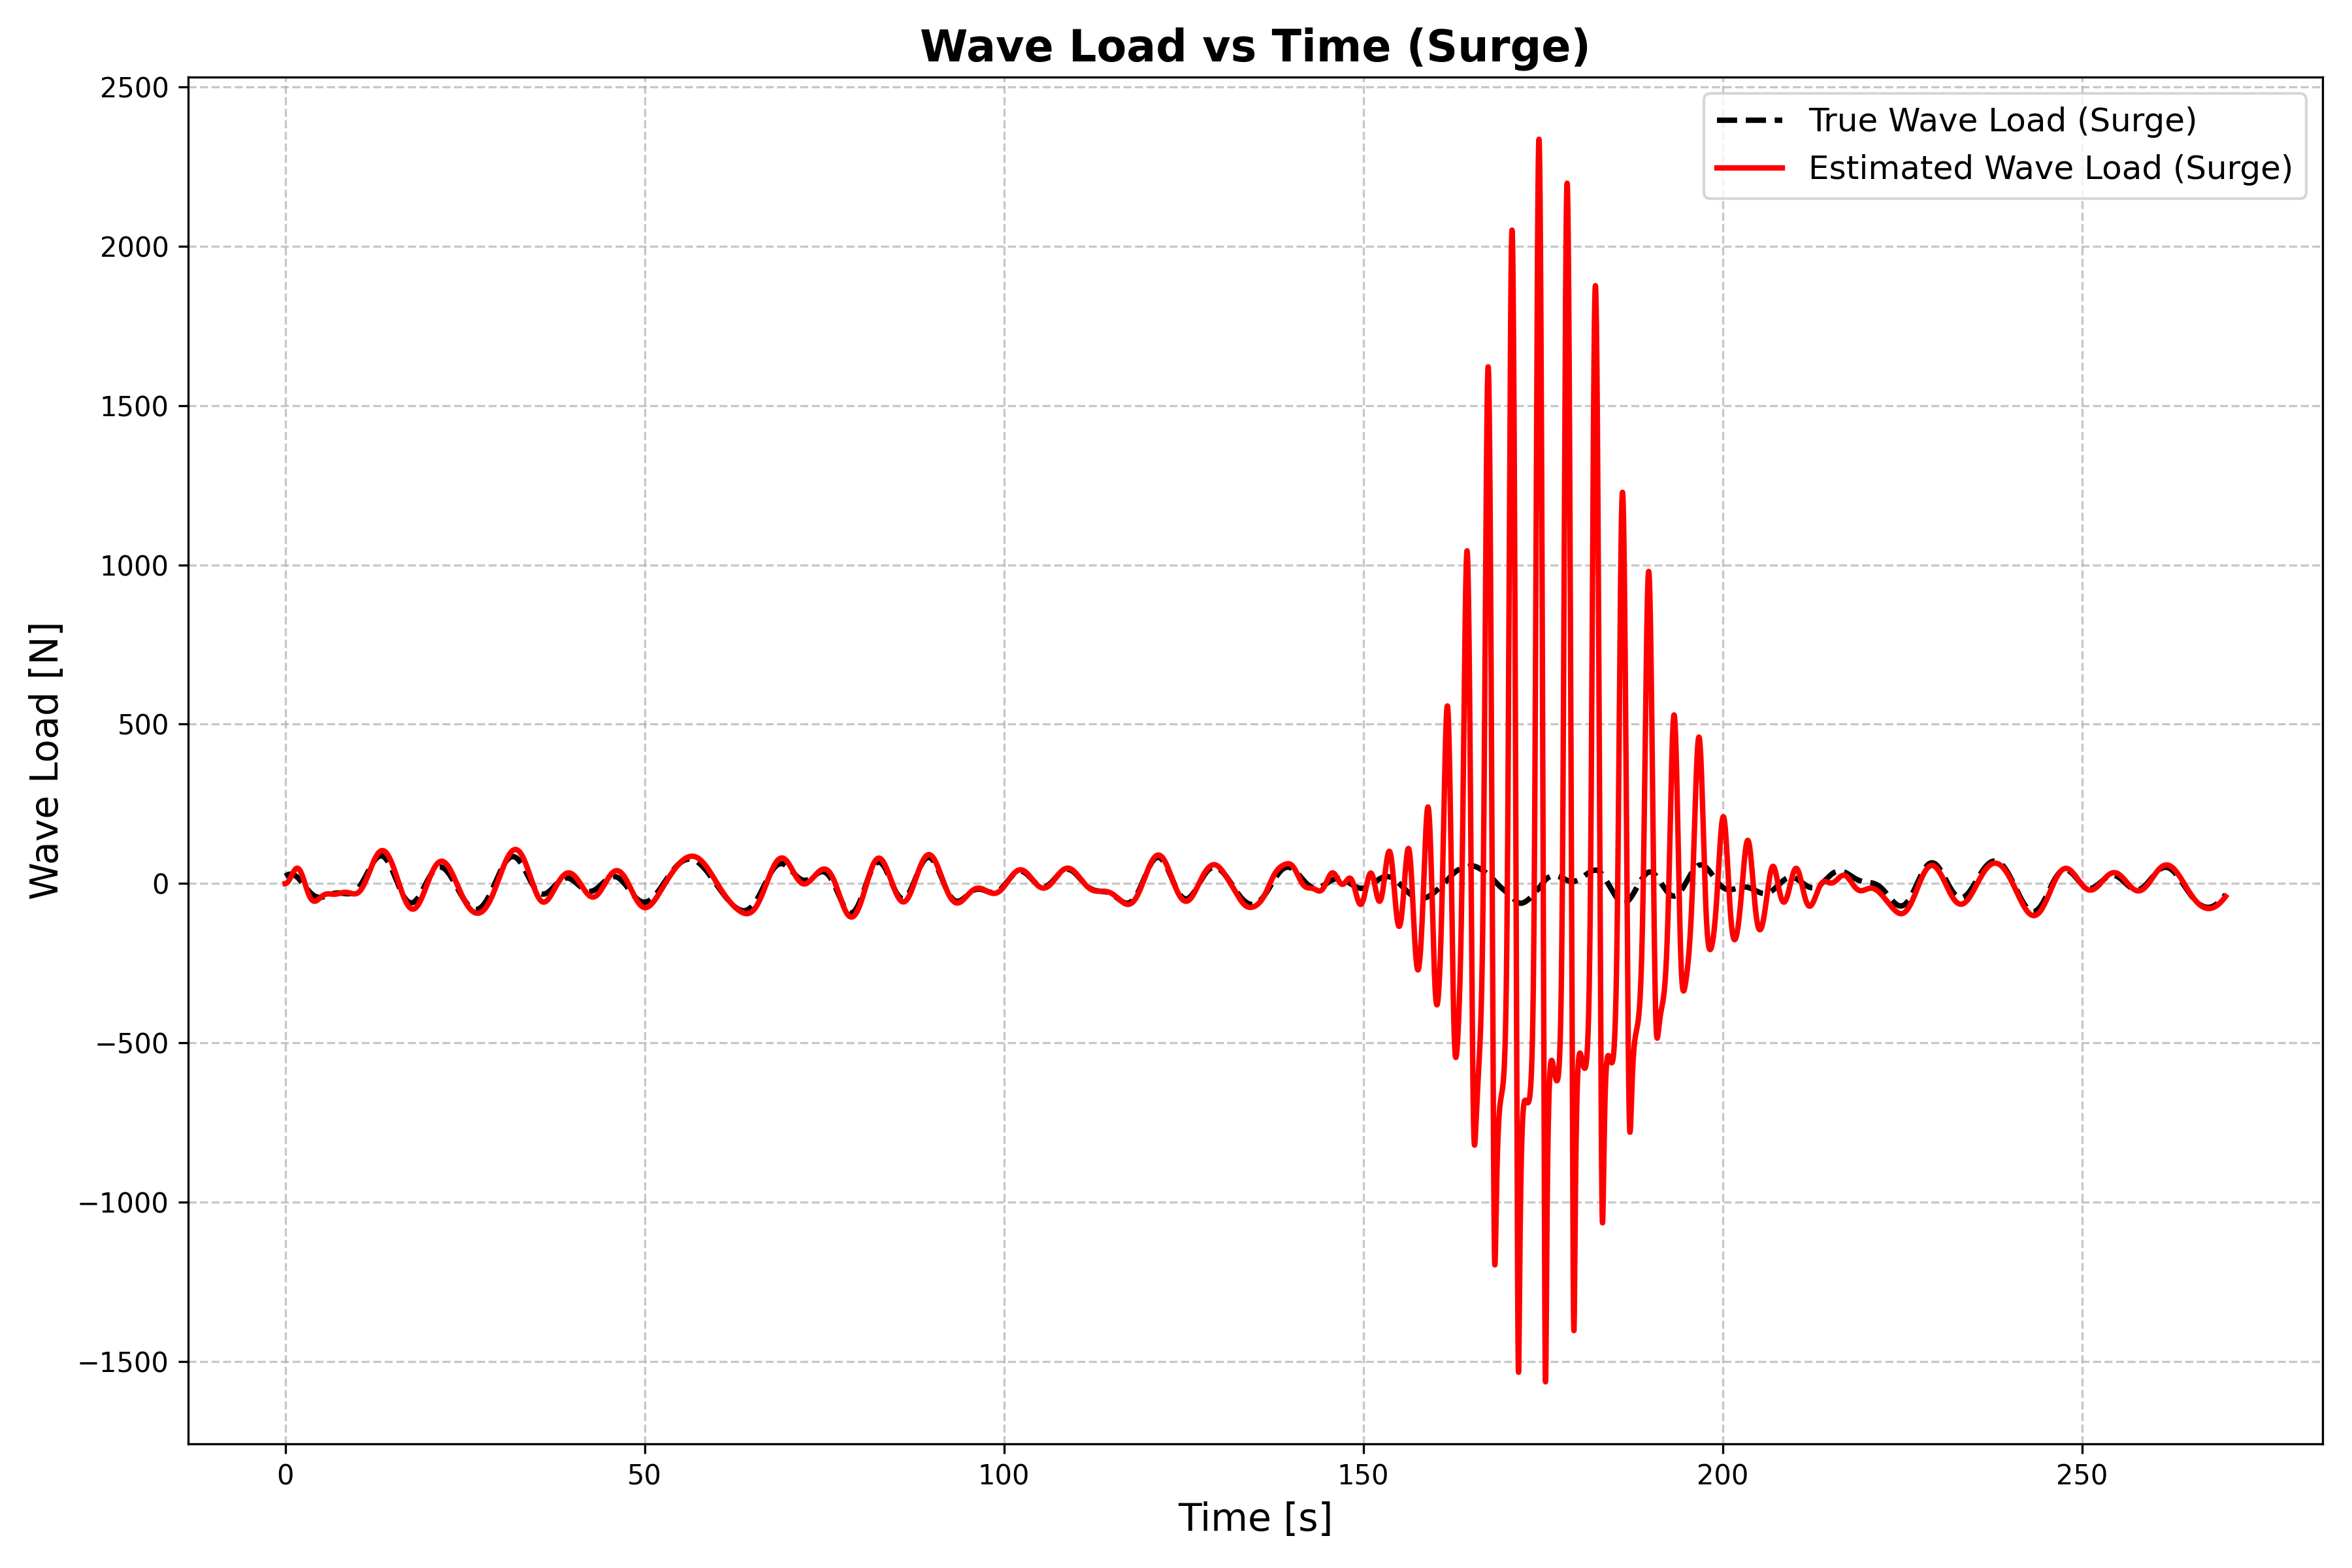 Wave Load vs Time (Surge)
True Wave Load (Surge)
Estimated Wave Load (Surge)
Wave Load [N]
2500
2000
1500
1000
500
0
−500
−1000
−1500
0 50 100 150 200 250
Time [s]